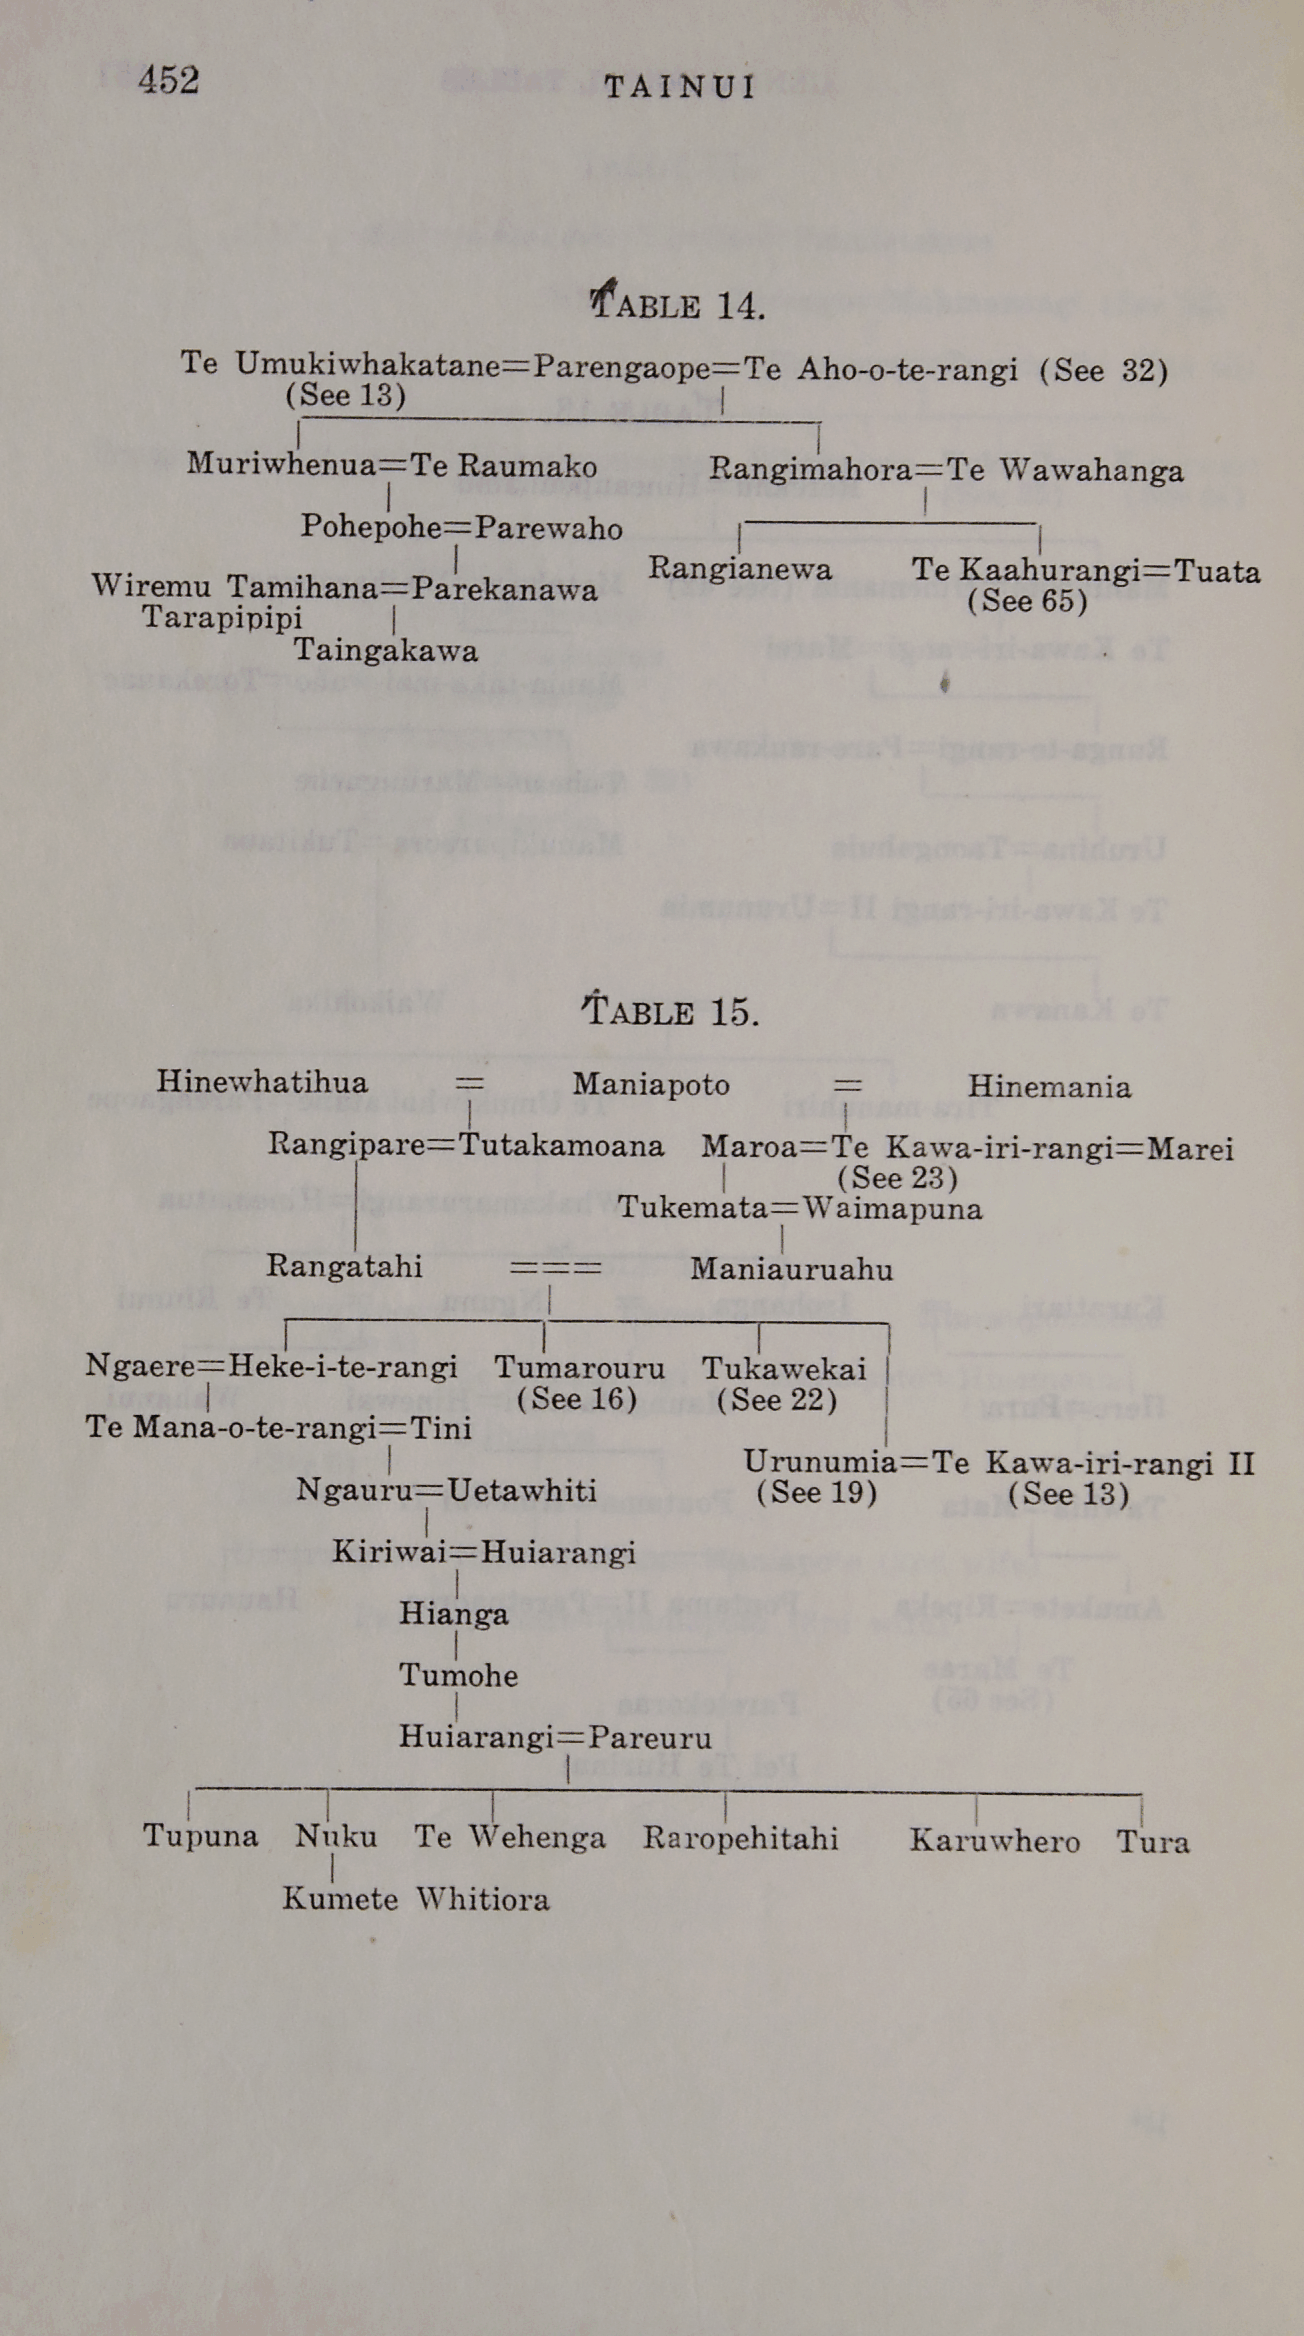 452 TAINUI
TABLE 14.
Te Umukiwhakatane=Parengaope=Te Aho-o-te-rangi (See 32)
(See 13)
Muriwhenua=Te Raumako Rangimahora=Te Wawahanga
Pohepohe=Parewaho
Rangianewa Te Kaahurangi=Tuata
Wiremu Tamihana=Parekanawa (See 65)
Tarapipipi
Taingakawa
TABLE 15.
Hinewhatihua = Maniapoto = Hinemania
Rangipare=Tutakamoana Maroa=Te Kawa-iri-rangi=Marei
(See 23)
Tukemata=Waimapuna
Rangatahi === Maniauruahu
Ngaere=Heke-i-te-rangi Tumarouru Tukawekai
(See 16) (See 22)
Te Mana-o-te-rangi=Tini
Urunumia=Te Kawa-iri-rangi II
Ngauru=Uetawhiti (See 19) (See 13)
Kiriwai=Huiarangi
Hianga
Tumohe
Huiarangi=Pareuru
Tupuna Nuku Te Wehenga Raropehitahi Karuwhero Tura
Kumete Whitiora